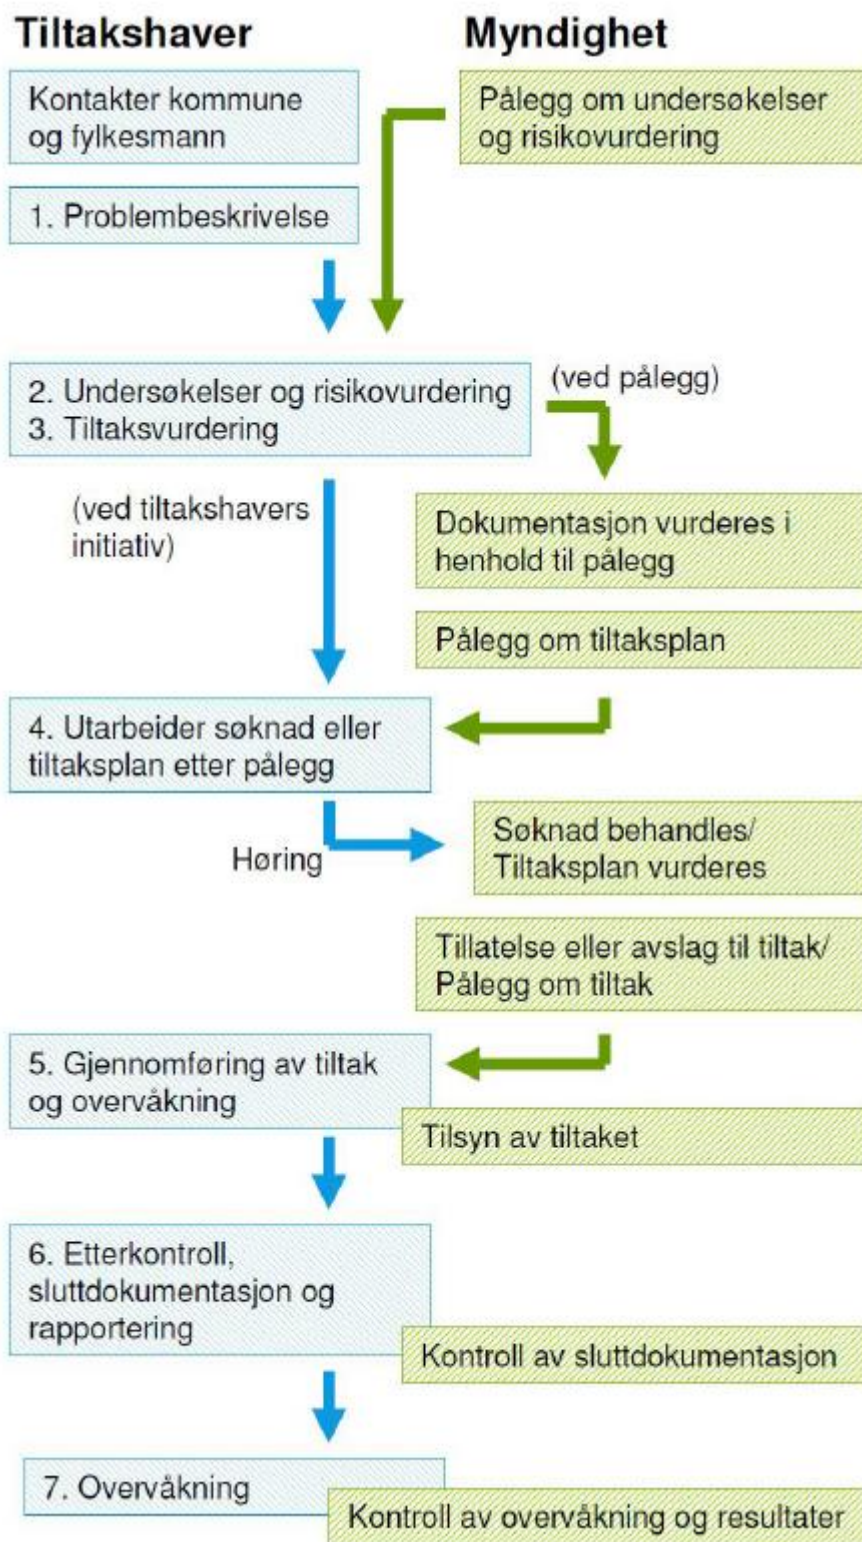 Tiltakshaver
Myndighet
Kontakter kommune
og fylkesmann
Pålegg om undersøkelser
og risikovurdering
1. Problembeskrivelse
2. Undersøkelser og risikovurdering
3. Tiltaksvurdering
(ved pålegg)
(ved tiltakshavers
initiativ)
Dokumentasjon vurderes i
henhold til pålegg
Pålegg om tiltaksplan
4. Utarbeider søknad eller
tiltaksplan etter pålegg
Høring
Søknad behandles/
Tiltaksplan vurderes
Tillatelse eller avslag til tiltak/
Pålegg om tiltak
5. Gjennomføring av tiltak
og overvåkning
Tilsyn av tiltaket
6. Etterkontroll,
sluttdokumentasjon og
rapportering
Kontroll av sluttdokumentasjon
7. Overvåkning
Kontroll av overvåkning og resultater